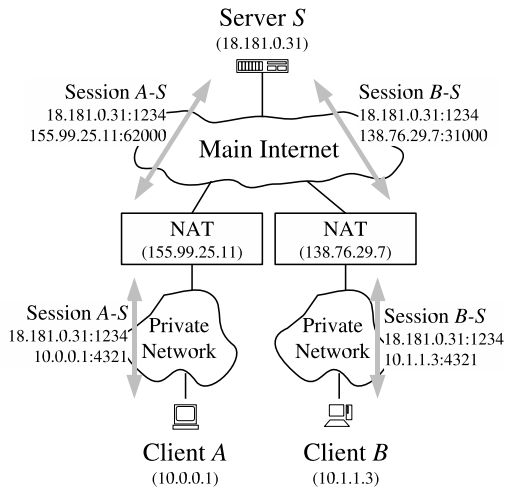 Server S
(18.181.0.31)
Session A-S
18.181.0.31:1234
155.99.25.11:62000
Session B-S
18.181.0.31:1234
138.76.29.7:31000
Main Internet
NAT
(155.99.25.11)
NAT
(138.76.29.7)
Session A-S
18.181.0.31:1234
10.0.0.1:4321
Private
Network
Private
Network
Session B-S
18.181.0.31:1234
10.1.1.3:4321
Client A
(10.0.0.1)
Client B
(10.1.1.3)